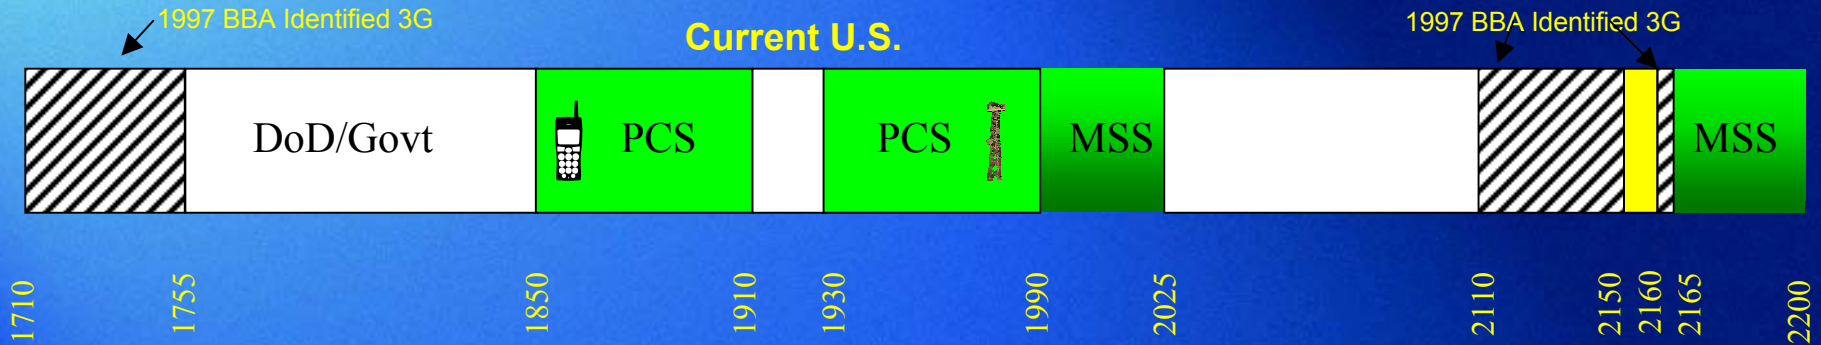 1997 BBA Identified 3G
Current U.S.
1997 BBA Identified 3G
DoD/Govt
PCS
PCS
MSS
MSS
1710
1755
1850
1910
1930
1990
2025
2110
2150
2160
2165
2200